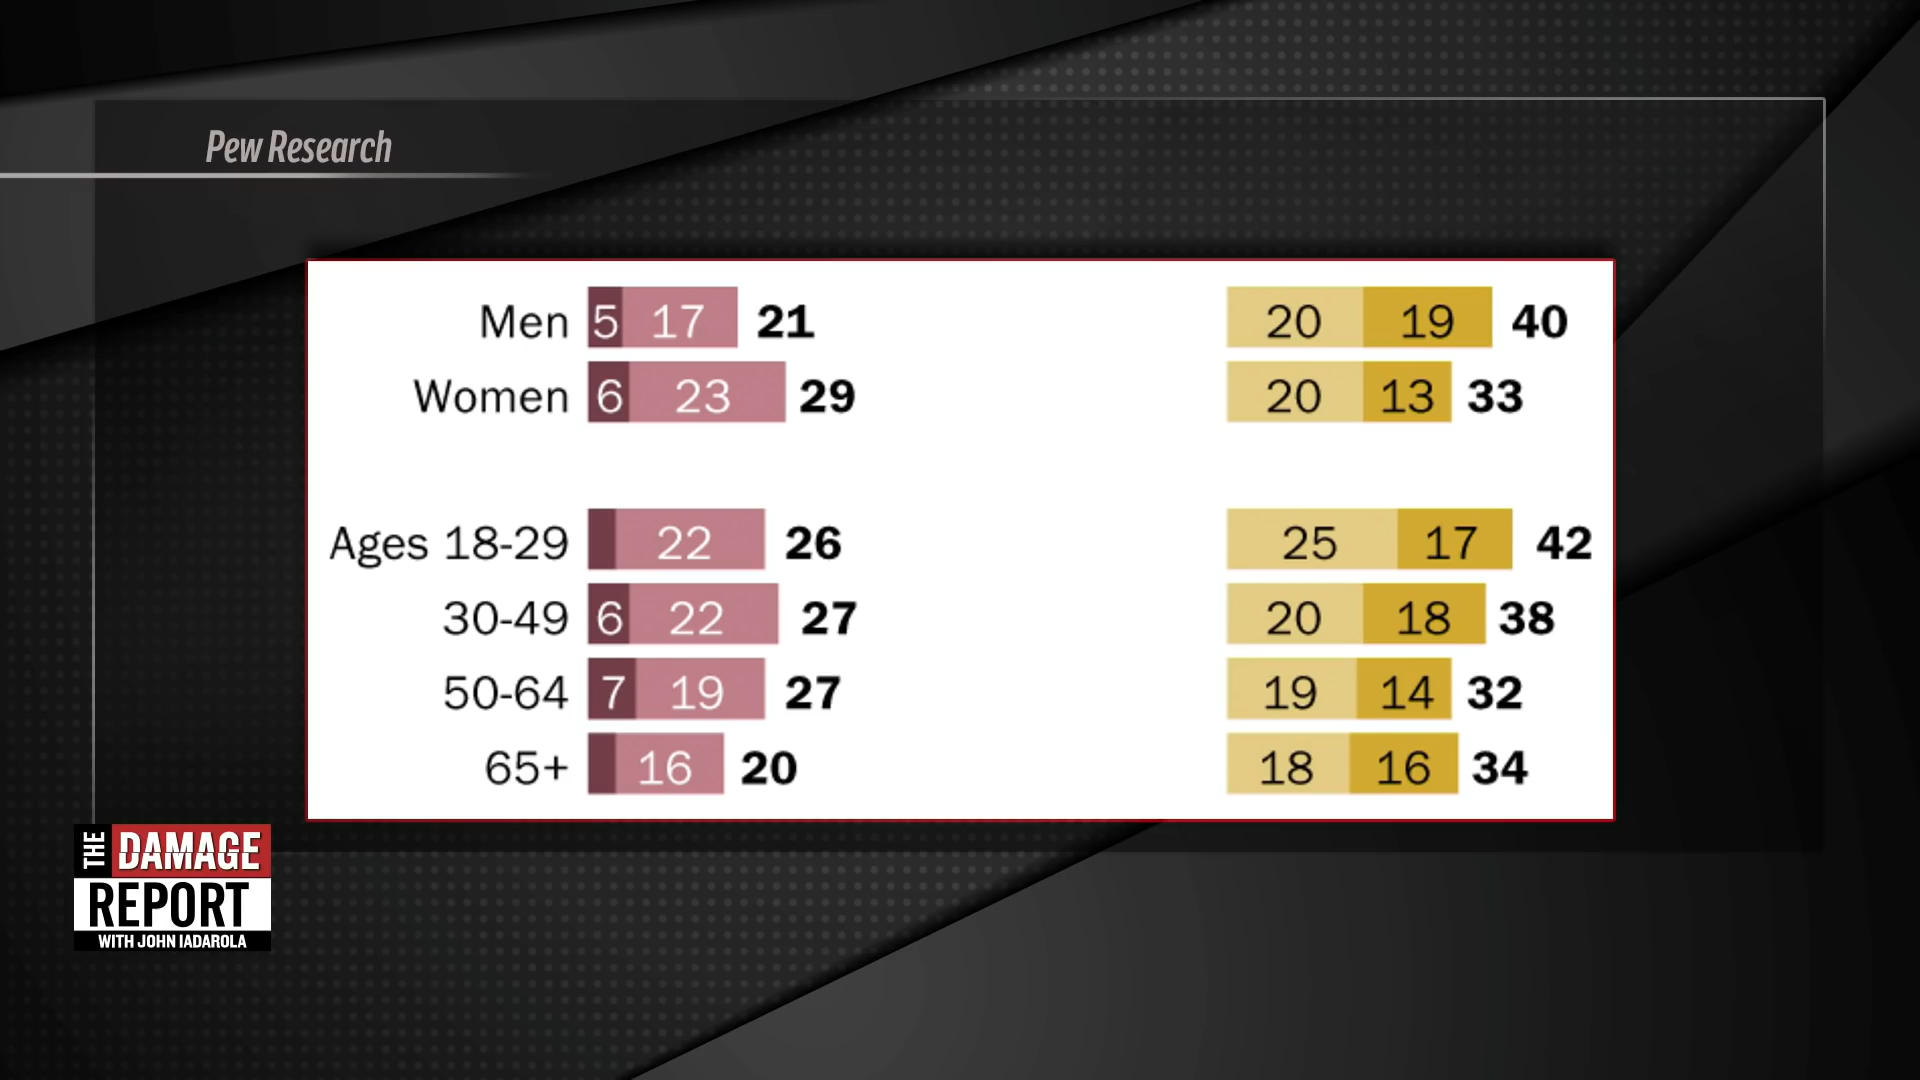 Pew Research
Men 5 17 21 20 19 40
Women 6 23 29 20 13 33
Ages 18-29 22 26 25 17 42
30-49 6 22 27 20 18 38
50-64 7 19 27 19 14 32
65+ 16 20 18 16 34
THE DAMAGE
REPORT
WITH JOHN IADAROLA